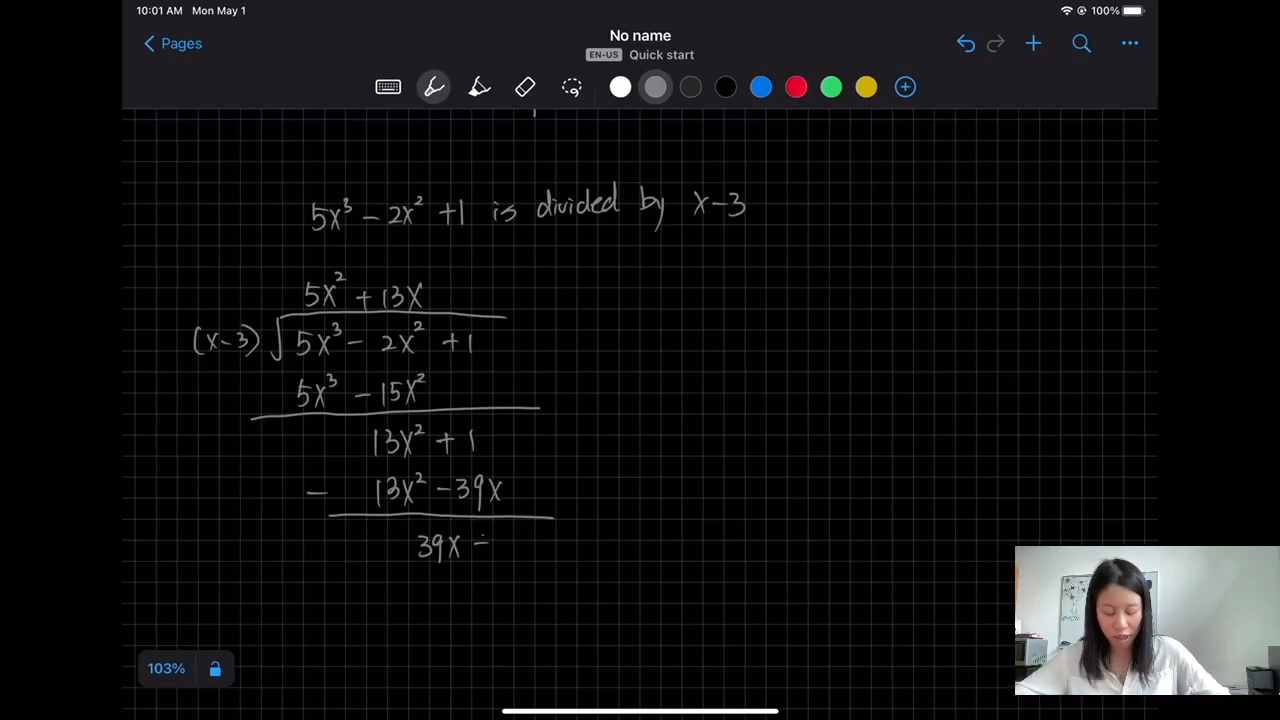 10:01 AM Mon May 1
100%
Pages
No name
EN-US Quick start
5x³ - 2x² + 1 is divided by x-3
5x² + 13x
(x-3) √ 5x³ - 2x² + 1
5x³ - 15x²
13x² + 1
- 13x² - 39x
39x -
103%